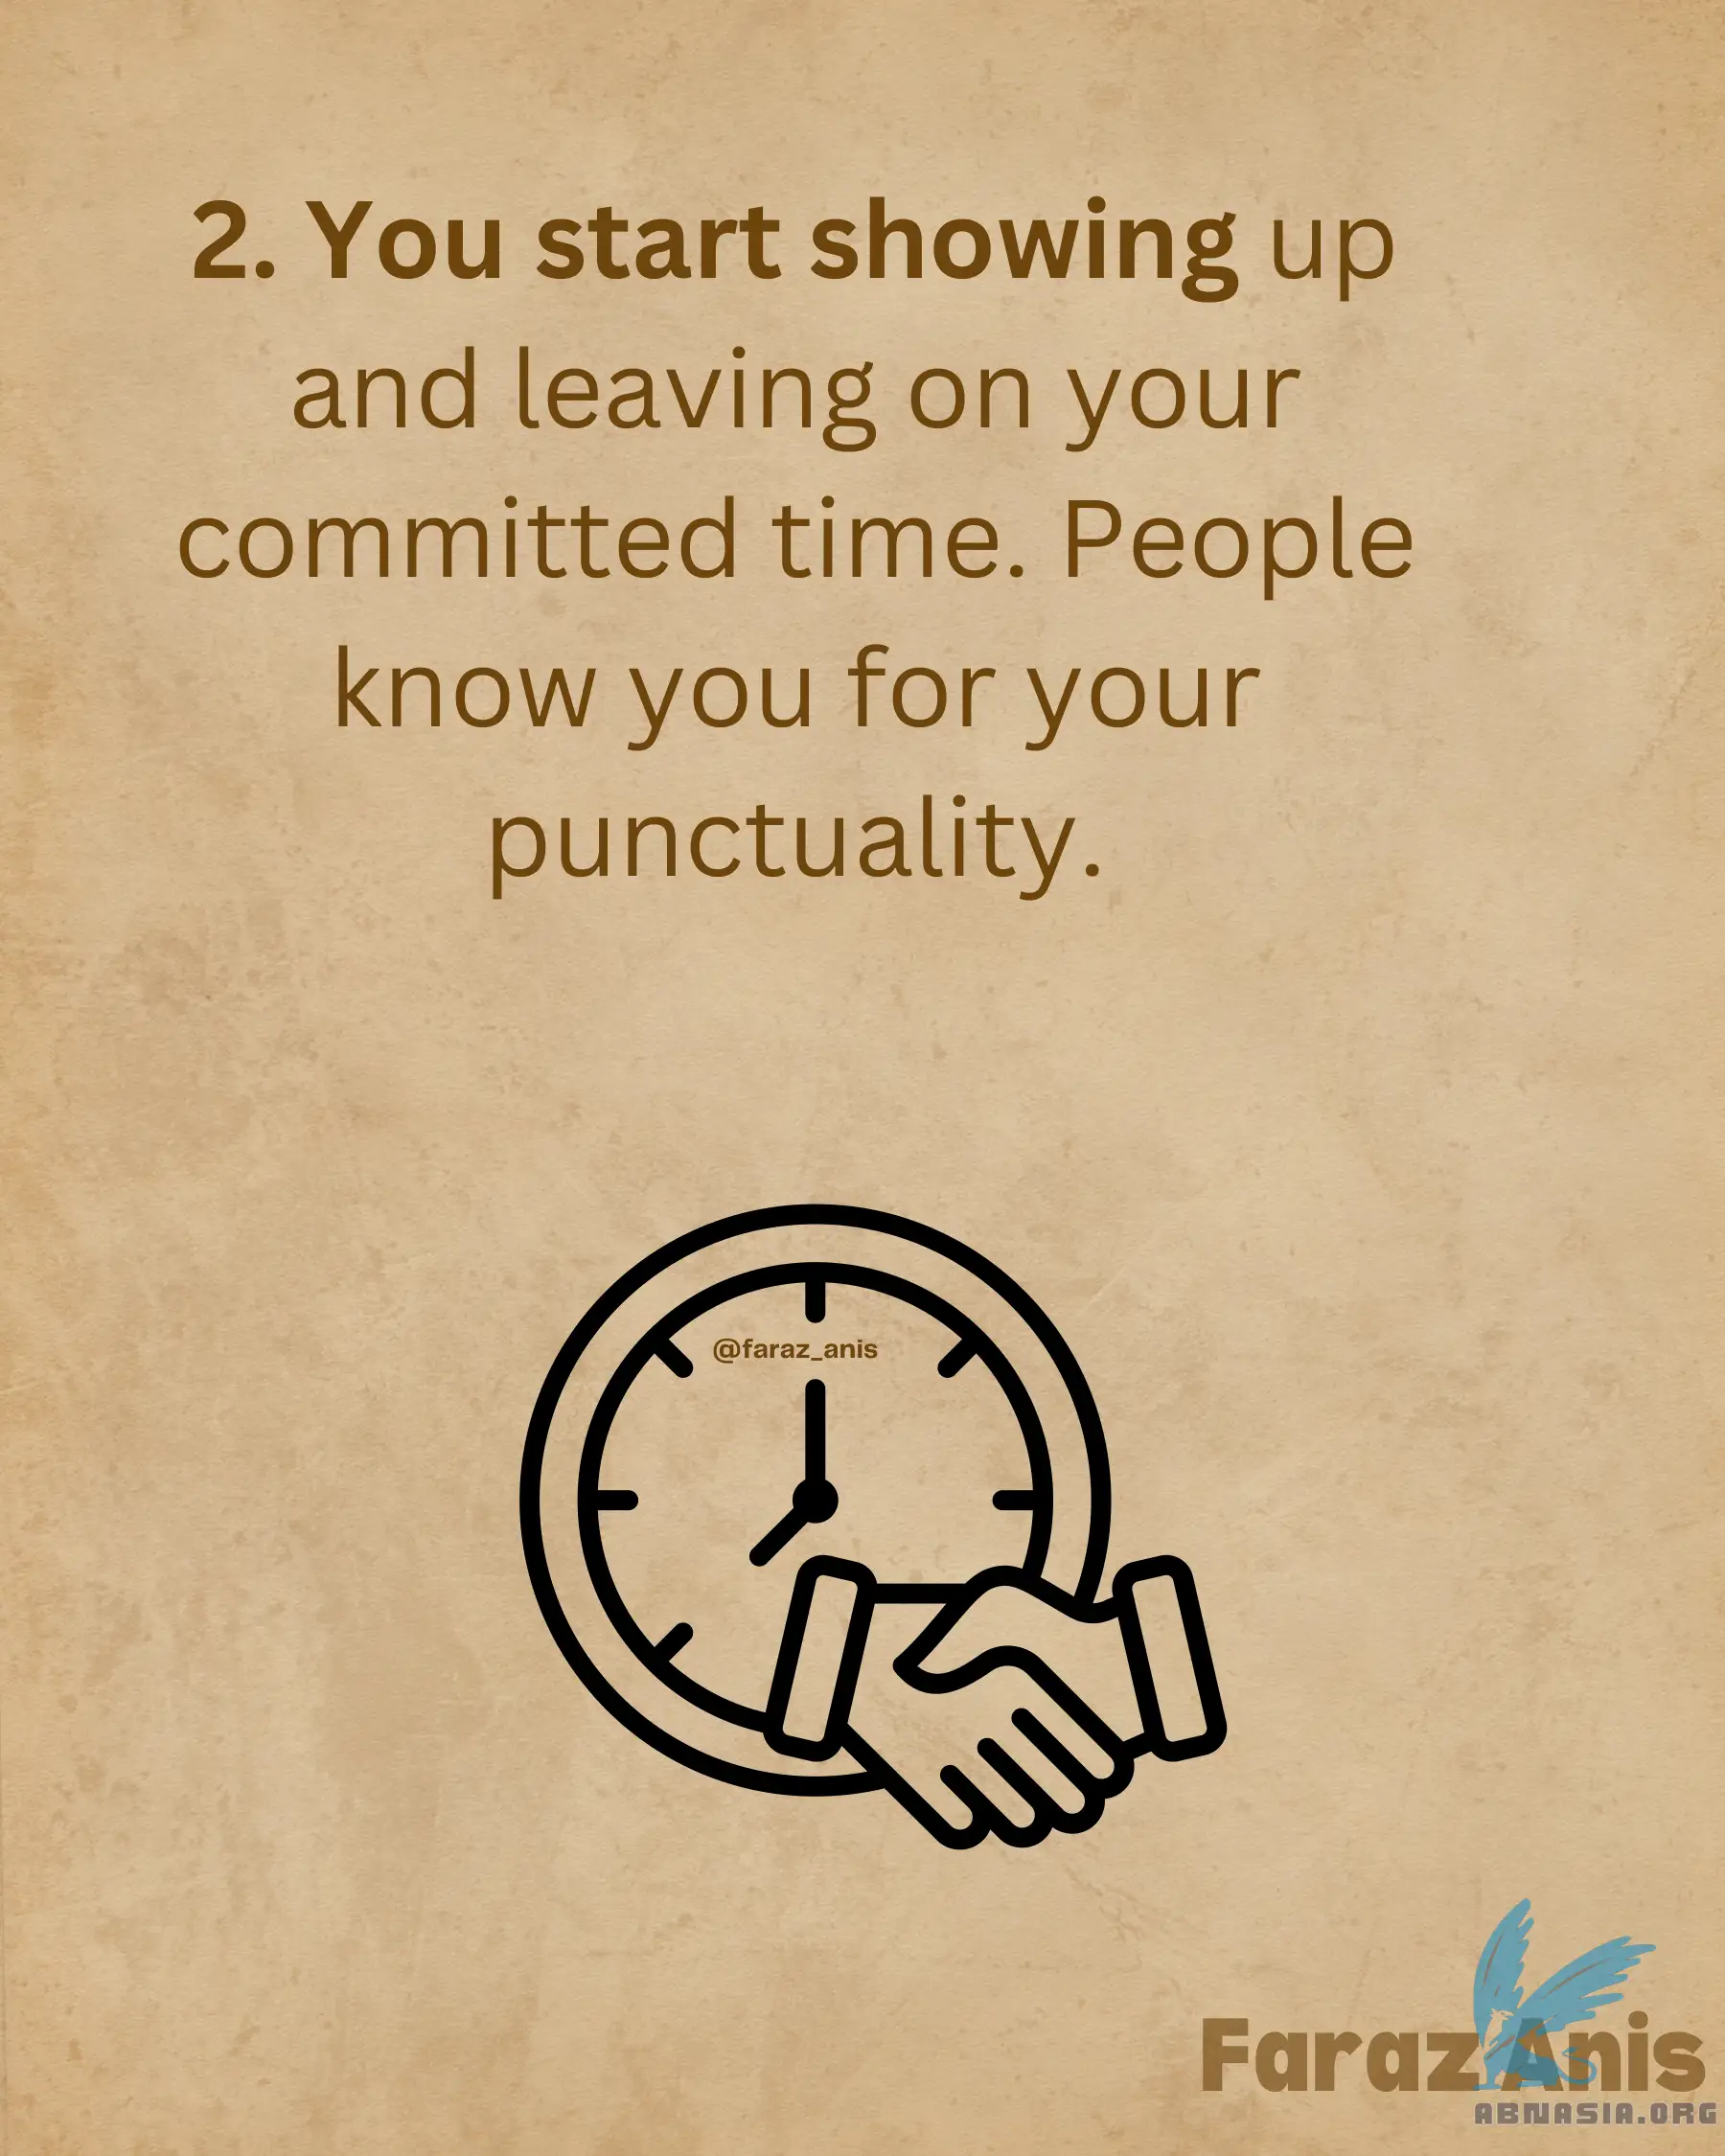 2. You start showing up
and leaving on your
committed time. People
know you for your
punctuality.
@faraz_anis
Faraz Anis
ABNASIA.ORG